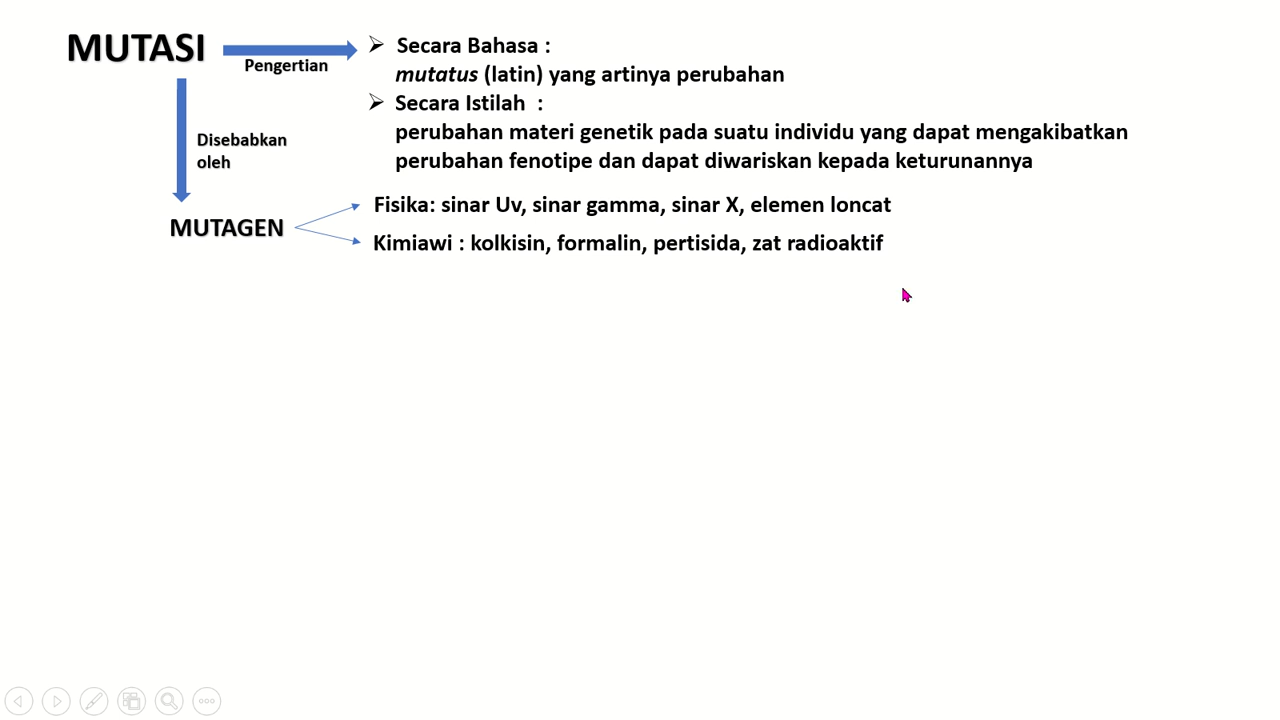 MUTASI
Pengertian
Secara Bahasa :
mutatus (latin) yang artinya perubahan
Secara Istilah :
perubahan materi genetik pada suatu individu yang dapat mengakibatkan
perubahan fenotipe dan dapat diwariskan kepada keturunannya
Disebabkan
oleh
MUTAGEN
Fisika: sinar Uv, sinar gamma, sinar X, elemen loncat
Kimiawi : kolkisin, formalin, pertisida, zat radioaktif